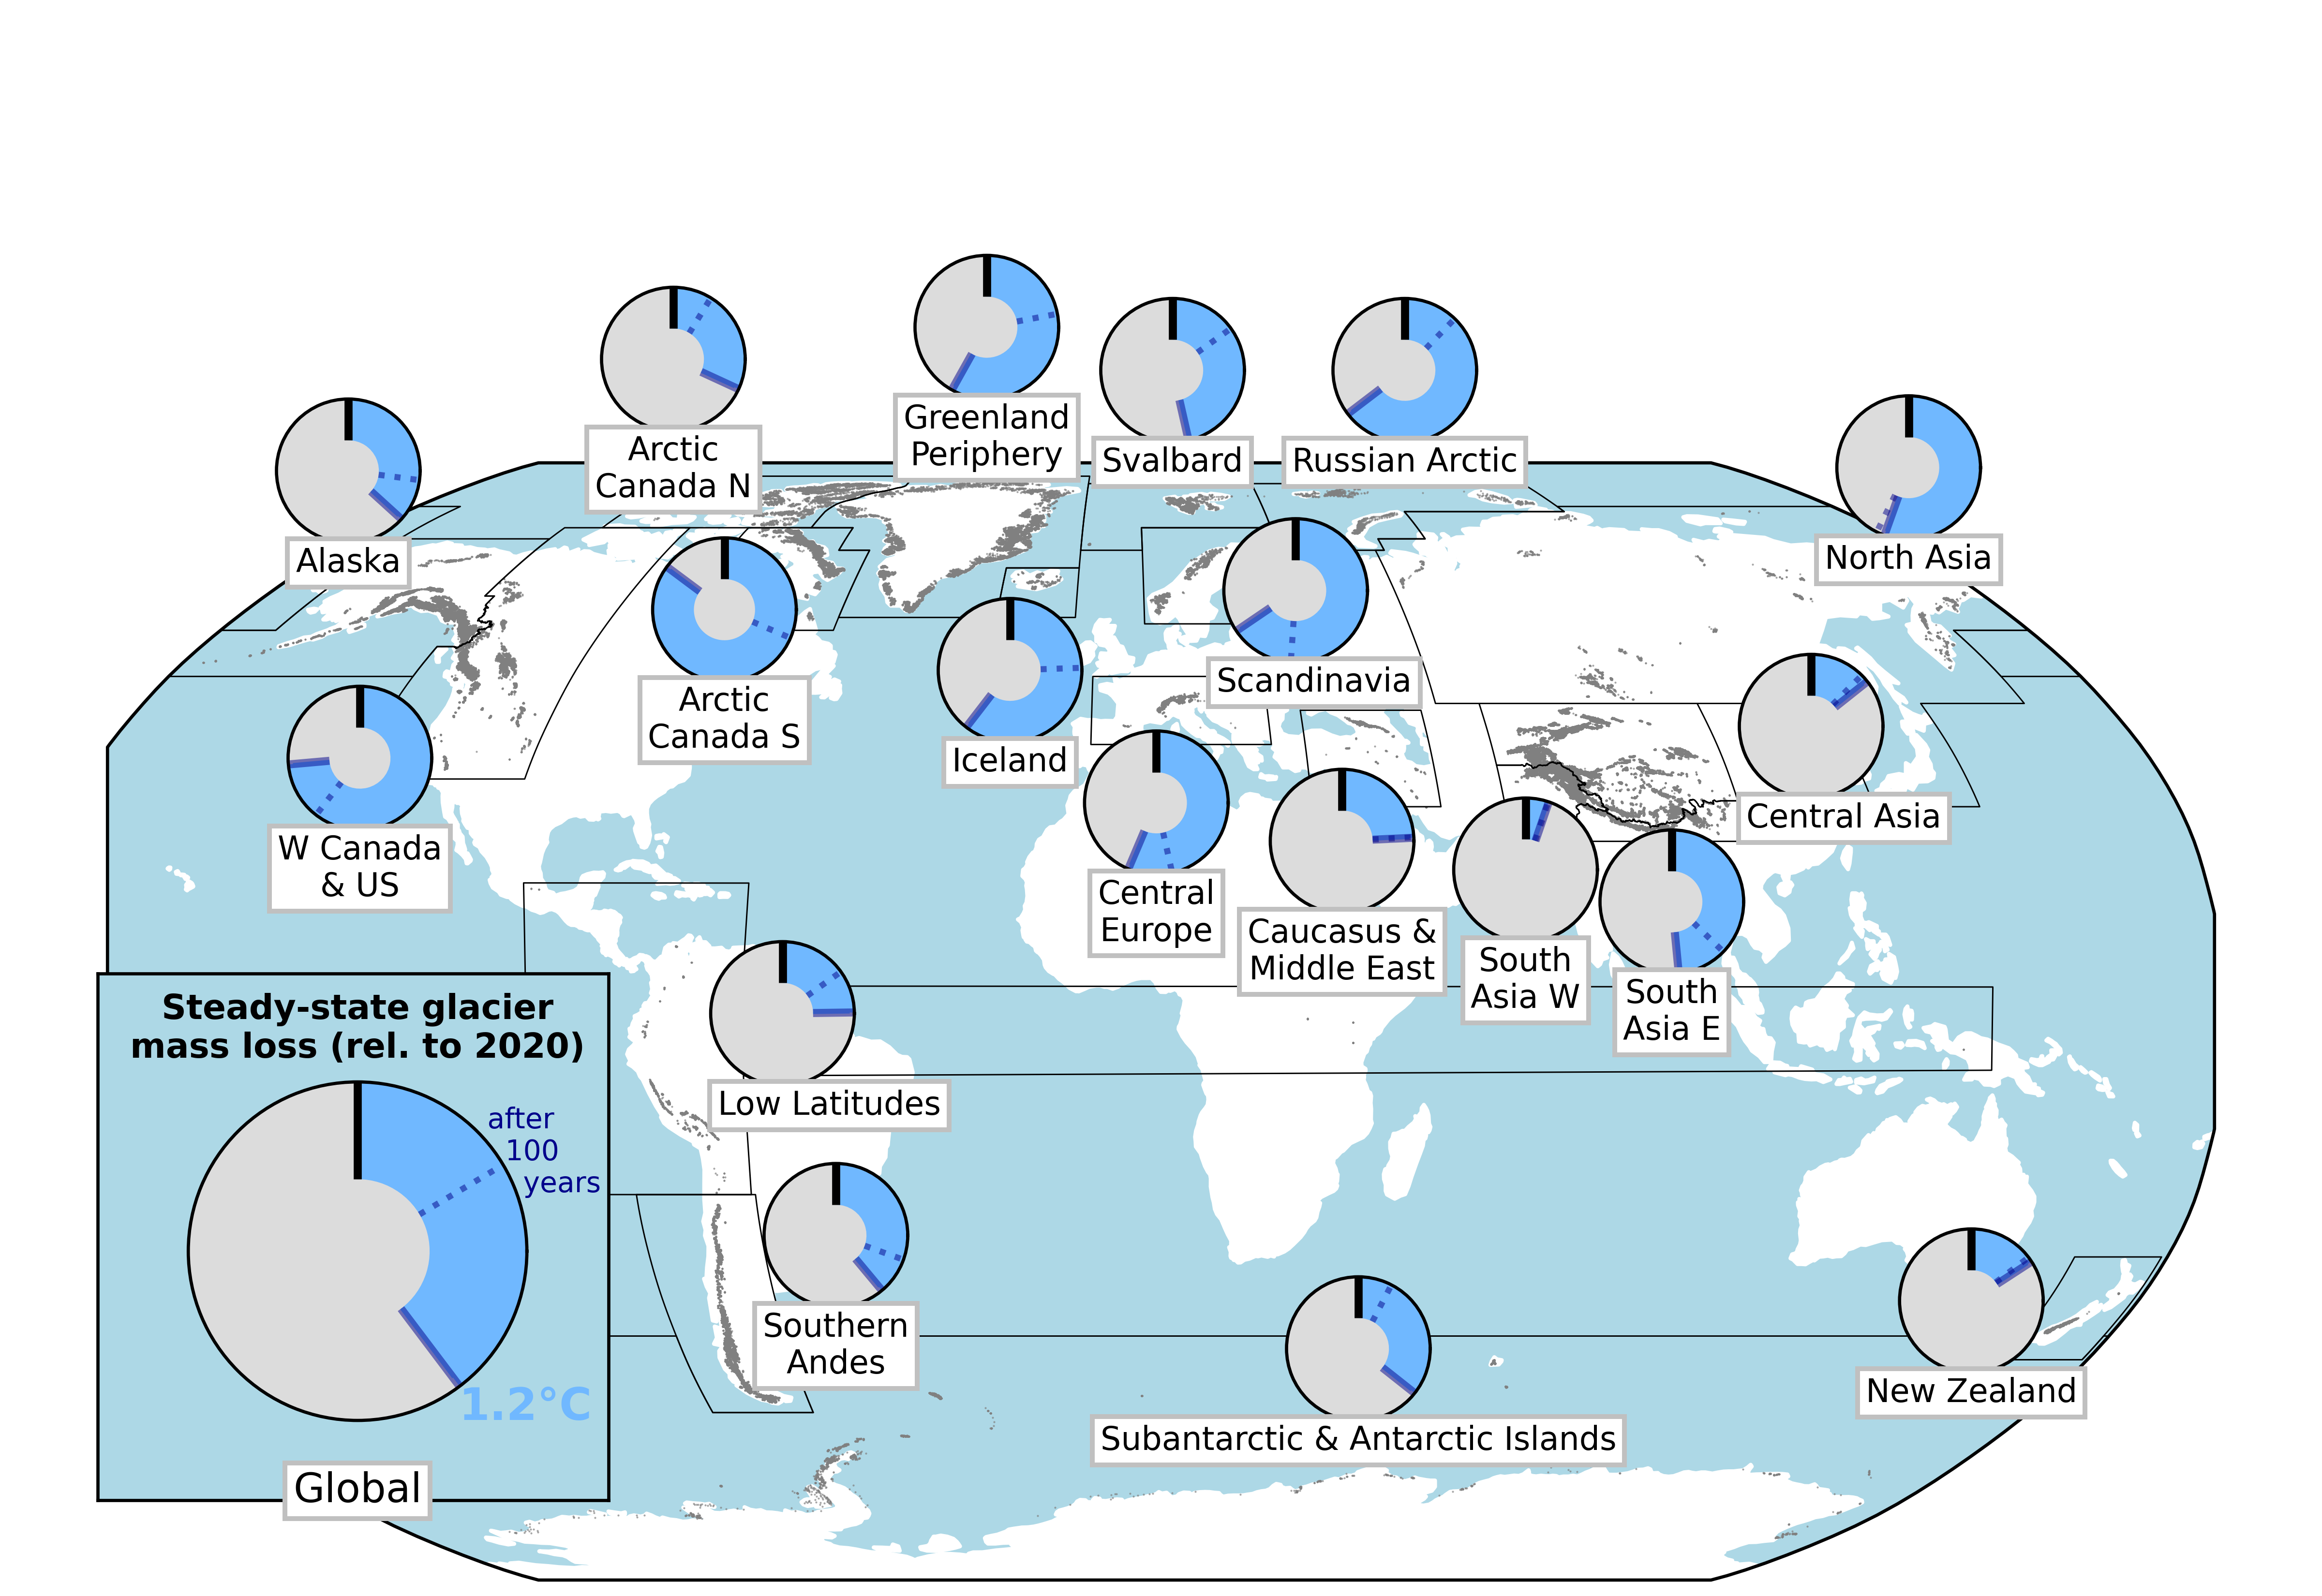 Greenland
Periphery
Arctic
Canada N
Svalbard
Russian Arctic
North Asia
Alaska
Scandinavia
Arctic
Canada S
Iceland
Central Asia
W Canada
& US
Central
Europe
Caucasus &
Middle East
South
Asia W
South
Asia E
Steady-state glacier
mass loss (rel. to 2020)
after
100
years
1.2°C
Global
Low Latitudes
Southern
Andes
Subantarctic & Antarctic Islands
New Zealand